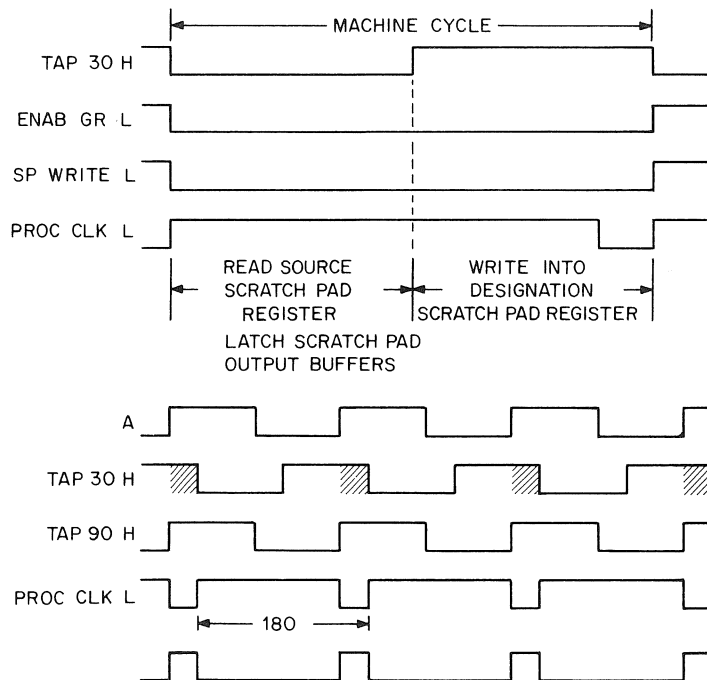 MACHINE CYCLE
TAP 30 H
ENAB GR L
SP WRITE L
PROC CLK L
READ SOURCE
SCRATCH PAD
REGISTER
LATCH SCRATCH PAD
OUTPUT BUFFERS
WRITE INTO
DESIGNATION
SCRATCH PAD REGISTER
A
TAP 30 H
TAP 90 H
PROC CLK L
180